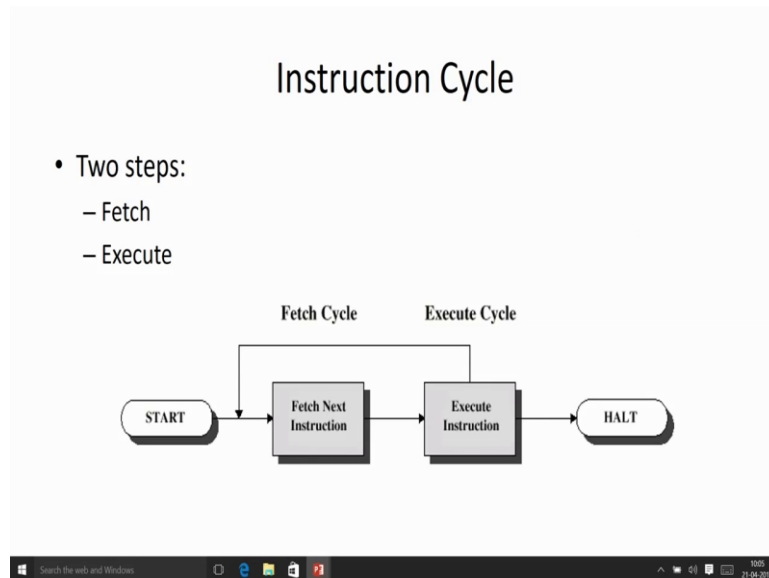 Instruction Cycle
• Two steps:
– Fetch
– Execute
Fetch Cycle Execute Cycle
START
Fetch Next
Instruction
Execute
Instruction
HALT
Search the web and Windows
10:05